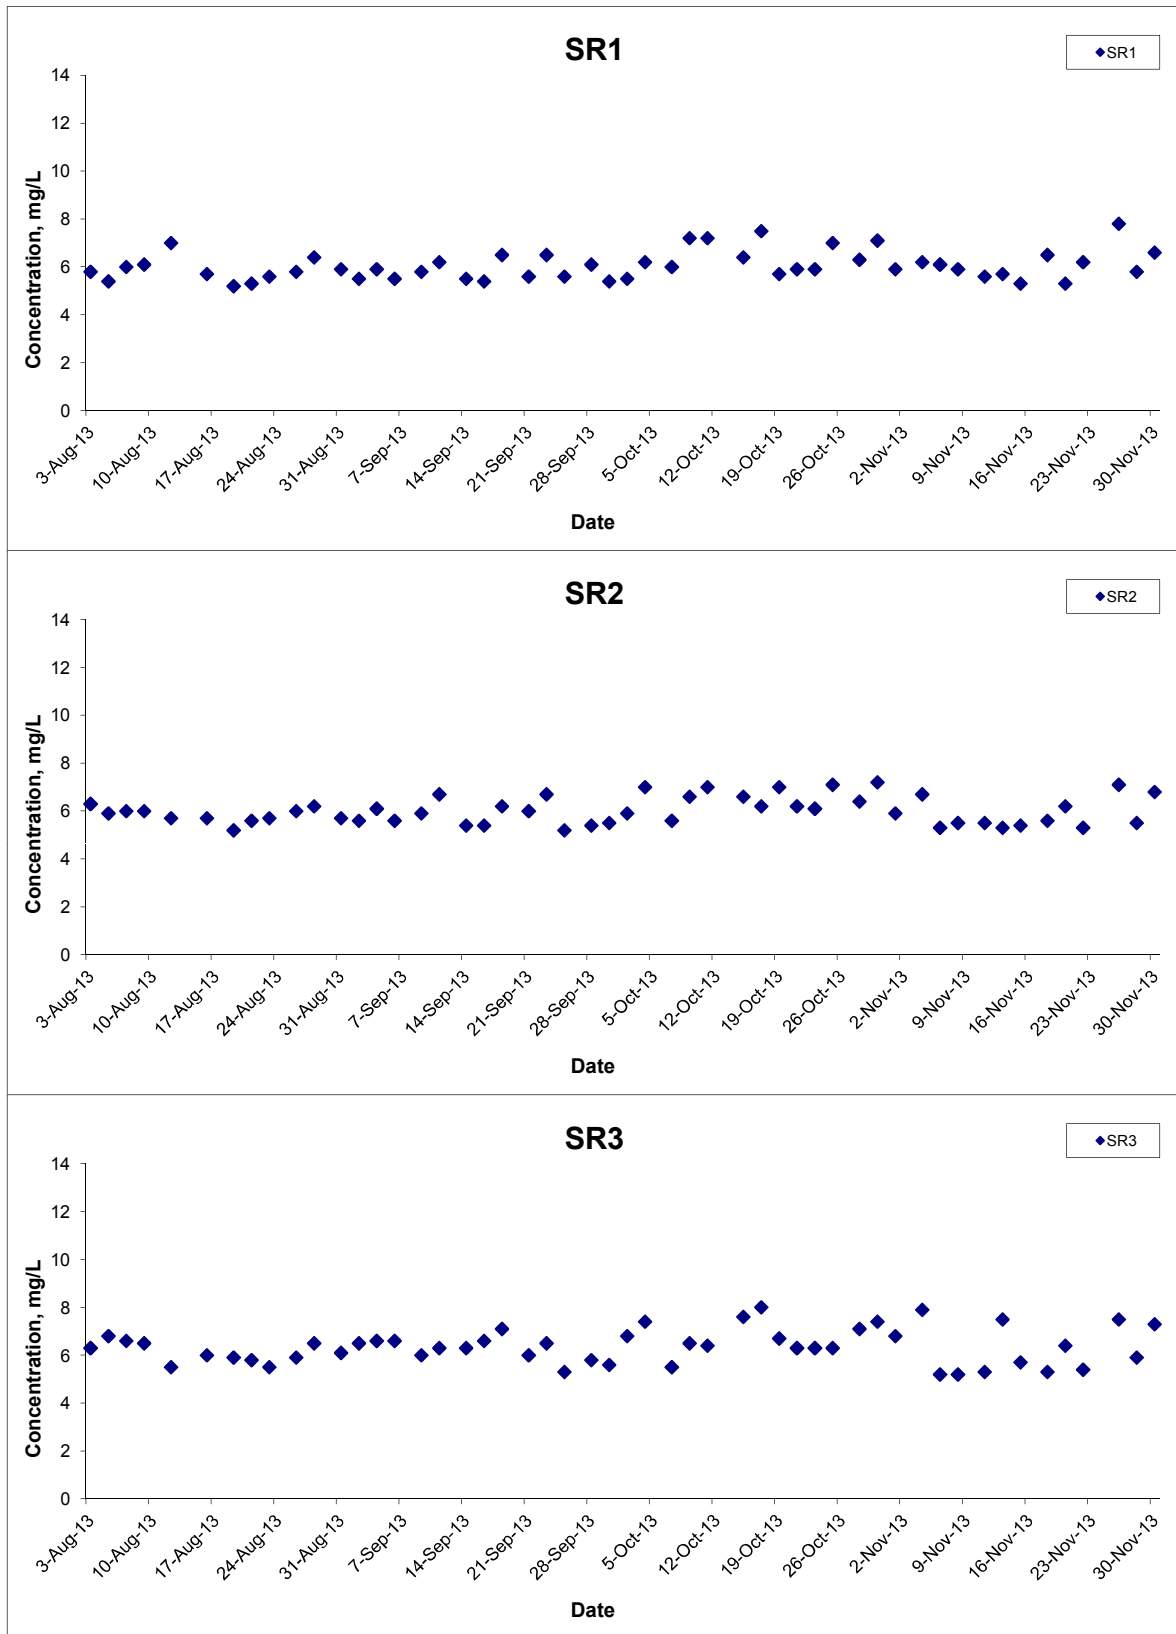 SR1
SR1
14
12
10
8
6
4
2
0
Concentration, mg/L
3-Aug-13 10-Aug-13 17-Aug-13 24-Aug-13 31-Aug-13 7-Sep-13 14-Sep-13 21-Sep-13 28-Sep-13 5-Oct-13 12-Oct-13 19-Oct-13 26-Oct-13 2-Nov-13 9-Nov-13 16-Nov-13 23-Nov-13 30-Nov-13
Date
SR2
SR2
14
12
10
8
6
4
2
0
Concentration, mg/L
3-Aug-13 10-Aug-13 17-Aug-13 24-Aug-13 31-Aug-13 7-Sep-13 14-Sep-13 21-Sep-13 28-Sep-13 5-Oct-13 12-Oct-13 19-Oct-13 26-Oct-13 2-Nov-13 9-Nov-13 16-Nov-13 23-Nov-13 30-Nov-13
Date
SR3
SR3
14
12
10
8
6
4
2
0
Concentration, mg/L
3-Aug-13 10-Aug-13 17-Aug-13 24-Aug-13 31-Aug-13 7-Sep-13 14-Sep-13 21-Sep-13 28-Sep-13 5-Oct-13 12-Oct-13 19-Oct-13 26-Oct-13 2-Nov-13 9-Nov-13 16-Nov-13 23-Nov-13 30-Nov-13
Date